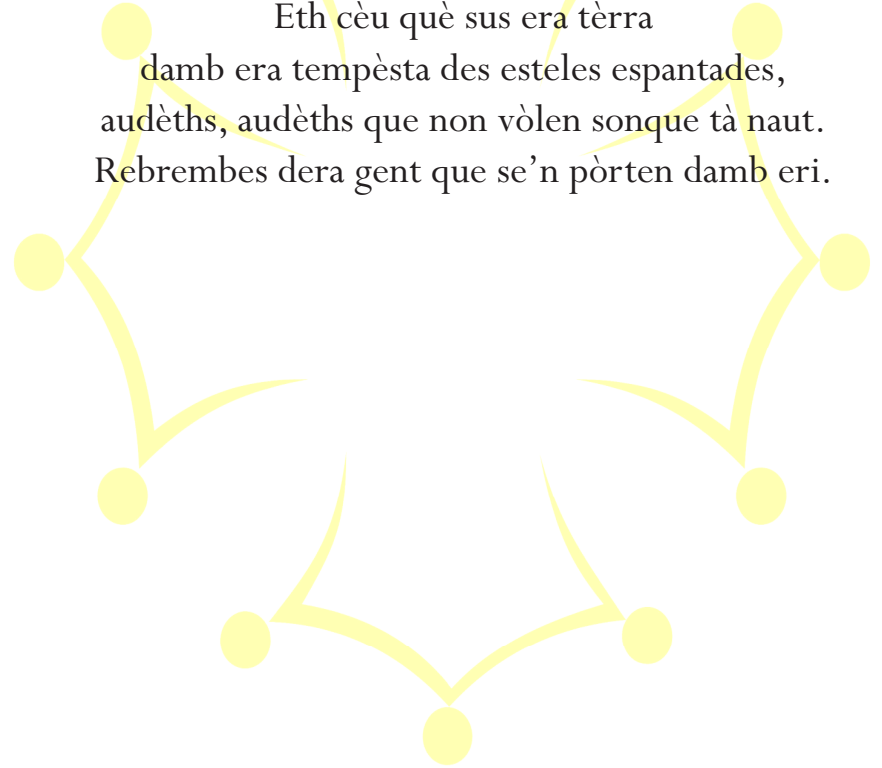 Eth cèu què sus era tèrra
damb era tempèsta des esteles espantades,
audèths, audèths que non vòlen sonque tà naut.
Rebrembes dera gent que se’n pòrten damb eri.